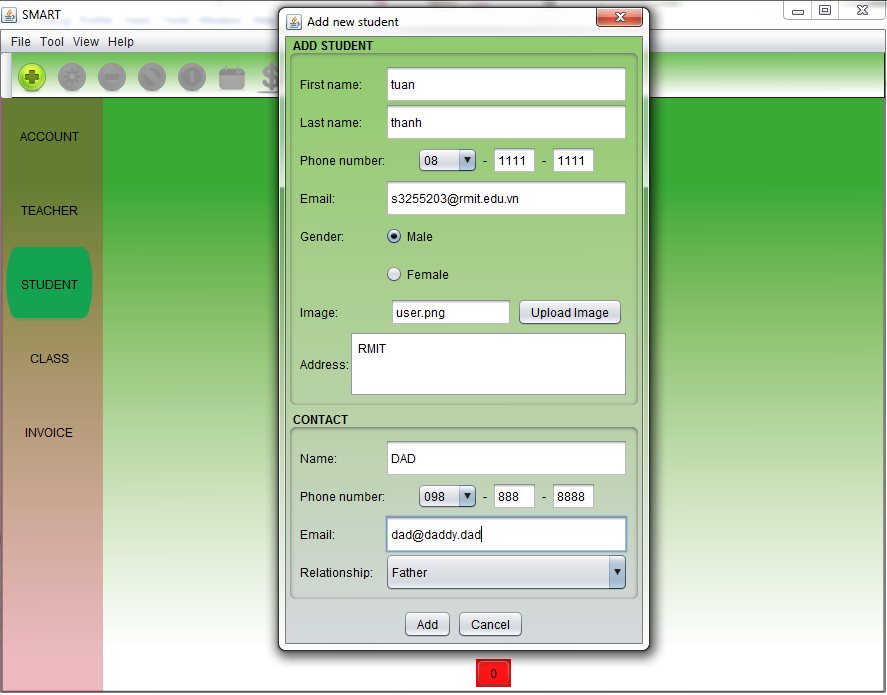 SMART
Add new student
File Tool View Help
ADD STUDENT
First name: tuan
Last name: thanh
Phone number: 08 - 1111 - 1111
Email: s3255203@rmit.edu.vn
Gender: Male
Female
Image: user.png Upload Image
Address: RMIT
CONTACT
Name: DAD
Phone number: 098 - 888 - 8888
Email: dad@daddy.dad
Relationship: Father
Add Cancel
ACCOUNT
TEACHER
STUDENT
CLASS
INVOICE
$
0